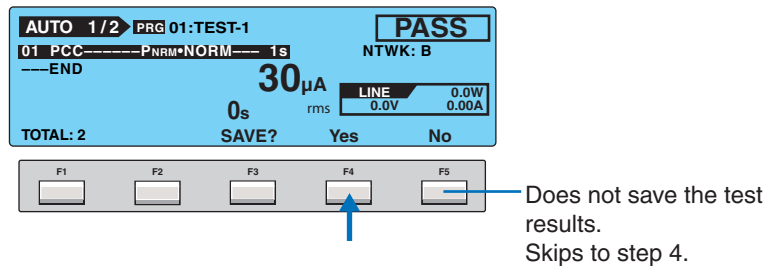 AUTO 1/2 PRG 01:TEST-1 PASS
01 PCC------PNRM•NORM--- 1s NTWK: B
---END
30µA
LINE 0.0W
0s rms 0.0V 0.00A
TOTAL: 2 SAVE? Yes No
F1 F2 F3 F4 F5
Does not save the test
results.
Skips to step 4.